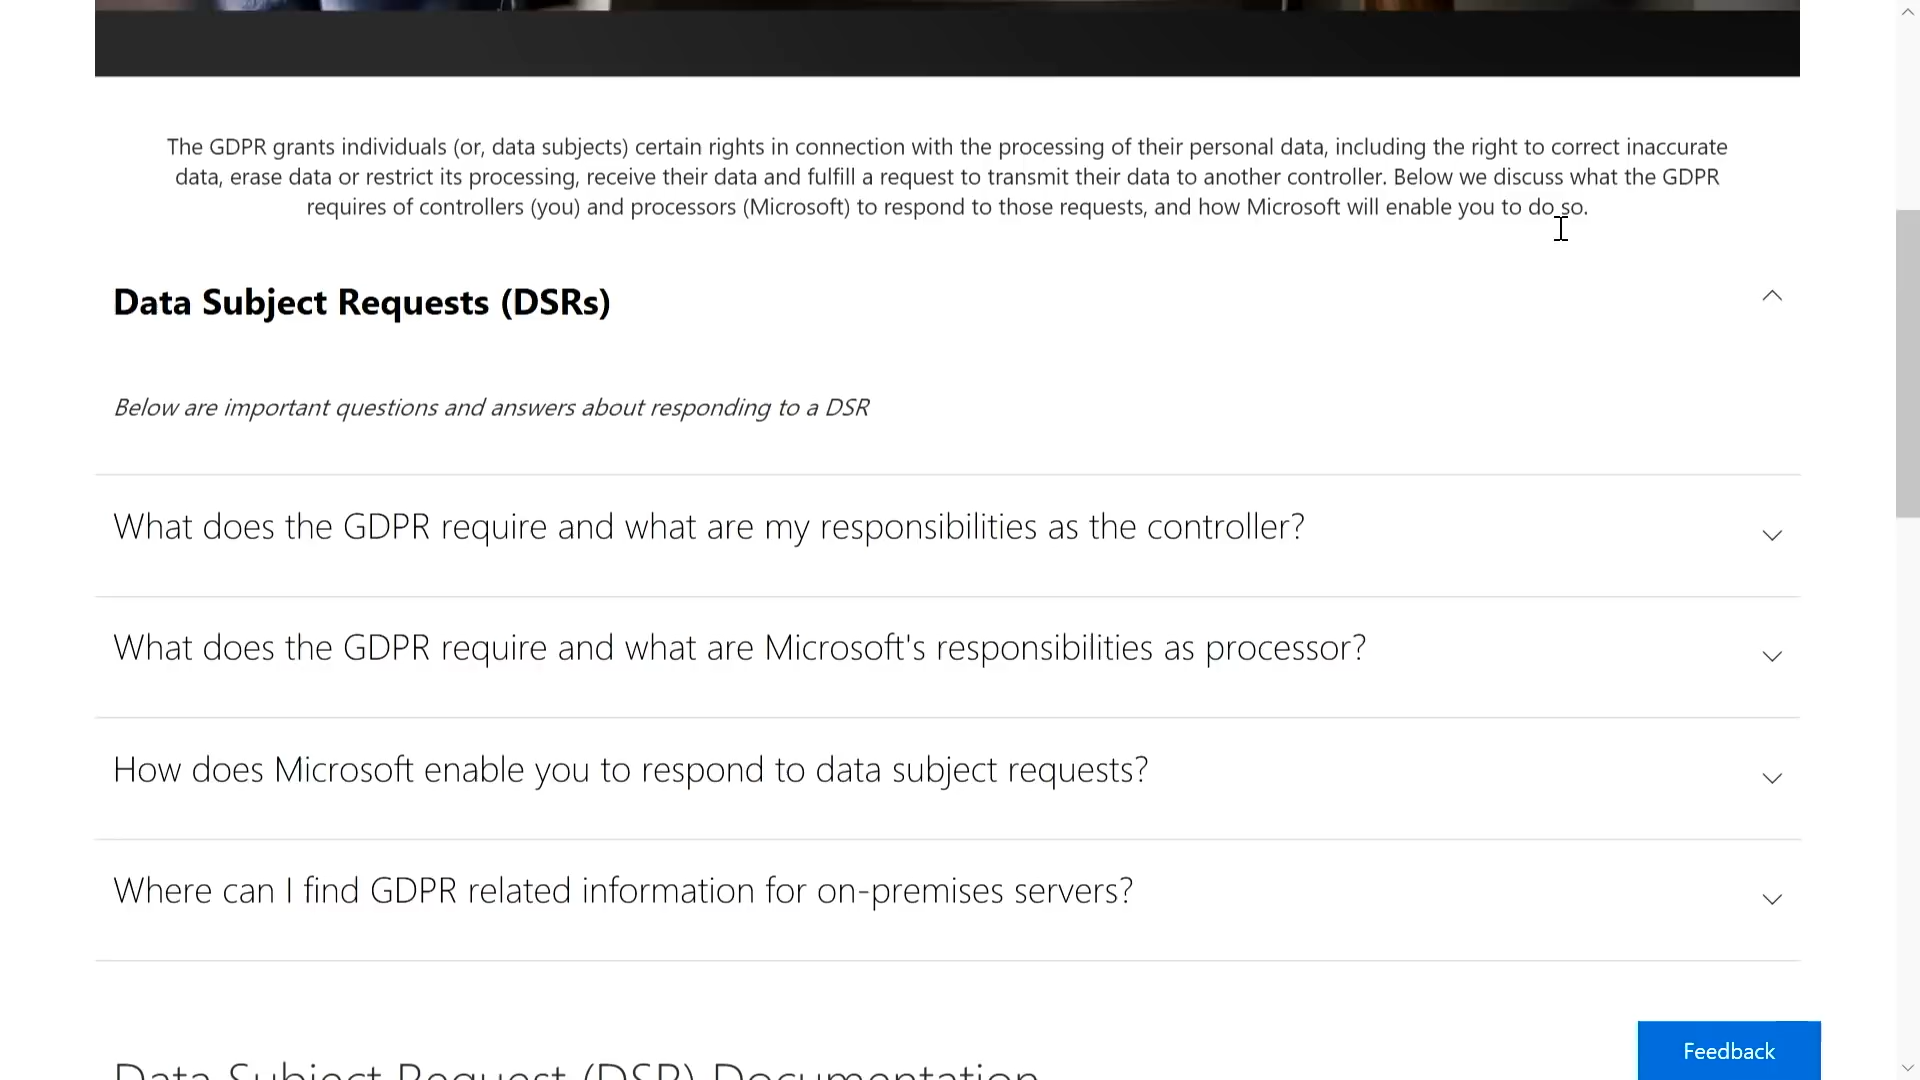 The GDPR grants individuals (or, data subjects) certain rights in connection with the processing of their personal data, including the right to correct inaccurate
data, erase data or restrict its processing, receive their data and fulfill a request to transmit their data to another controller. Below we discuss what the GDPR
requires of controllers (you) and processors (Microsoft) to respond to those requests, and how Microsoft will enable you to do so.
Data Subject Requests (DSRs)
Below are important questions and answers about responding to a DSR
What does the GDPR require and what are my responsibilities as the controller?
What does the GDPR require and what are Microsoft's responsibilities as processor?
How does Microsoft enable you to respond to data subject requests?
Where can I find GDPR related information for on-premises servers?
Data Subject Request (DSR) Documentation
Feedback